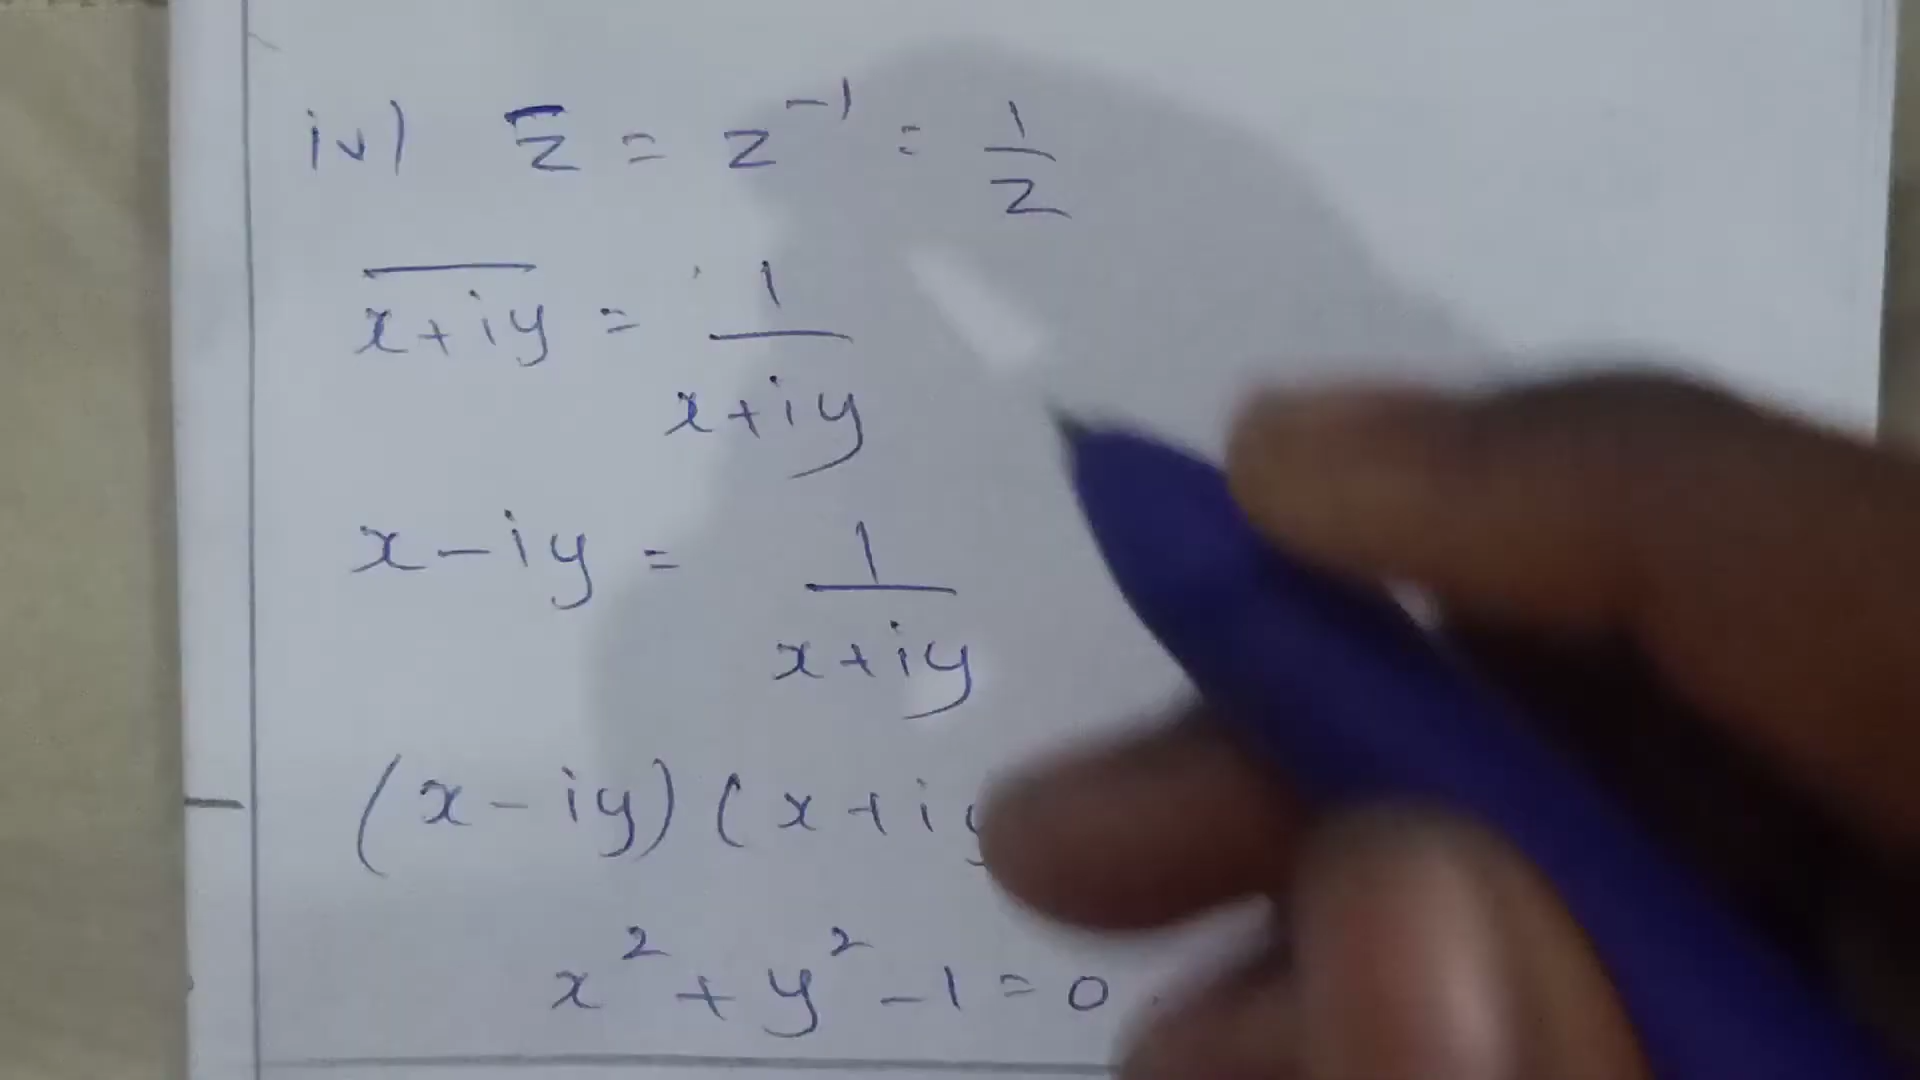 iv) z̅ = z⁻¹ = 1/z
x̅+̅i̅y̅ = 1/(x+iy)
x-iy = 1/(x+iy)
(x-iy)(x+iy
x²+y²-1=0